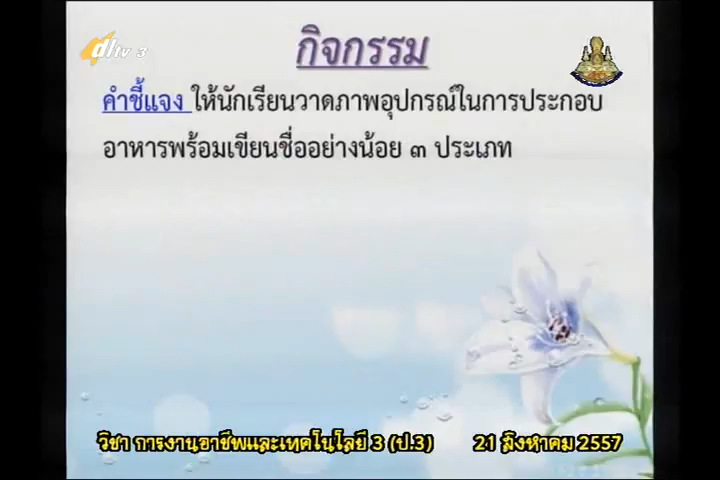 dltv 3
กิจกรรม
คำชี้แจง ให้นักเรียนวาดภาพอุปกรณ์ในการประกอบ
อาหารพร้อมเขียนชื่ออย่างน้อย ๓ ประเภท
วิชา การงานอาชีพและเทคโนโลยี 3 (ป.3) 21 สิงหาคม 2557